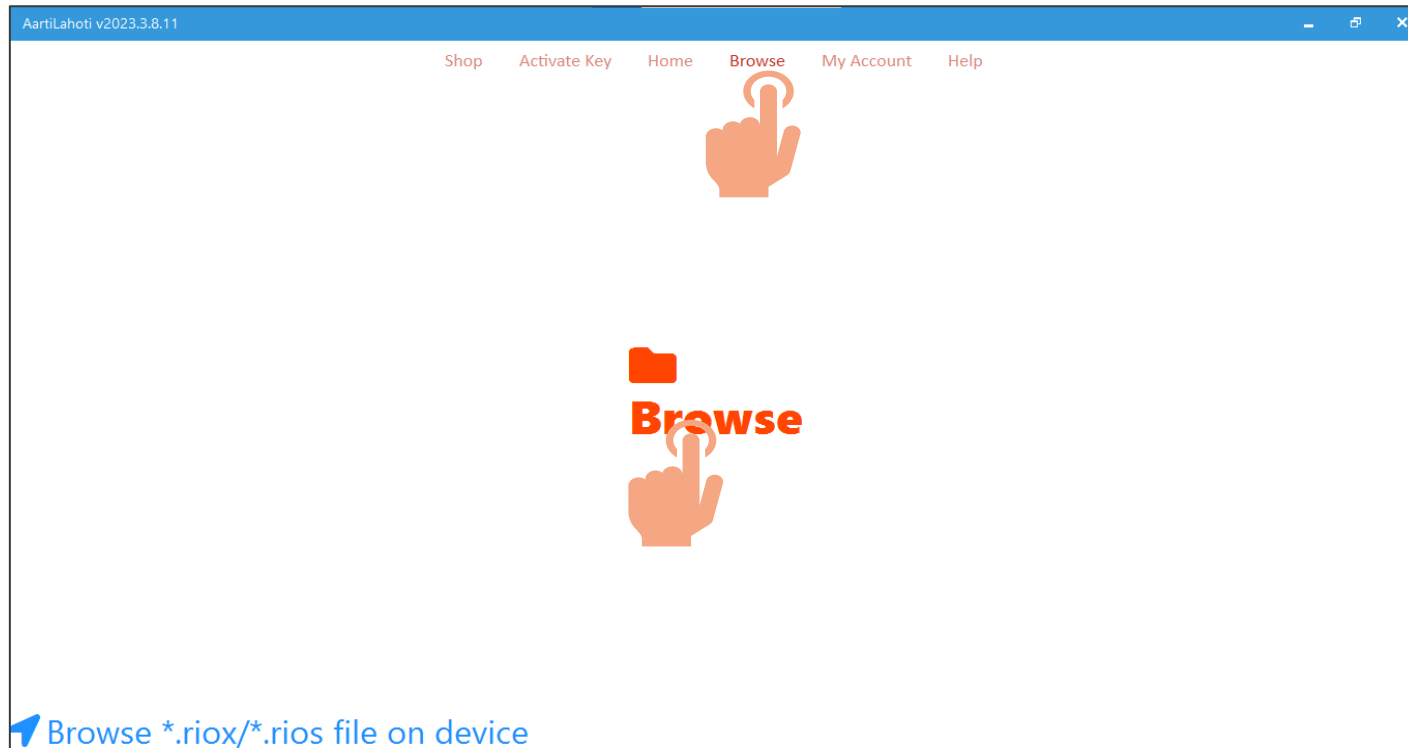 AartiLahoti v2023.3.8.11
Shop Activate Key Home Browse My Account Help
Browse
Browse *.riox/*.rios file on device